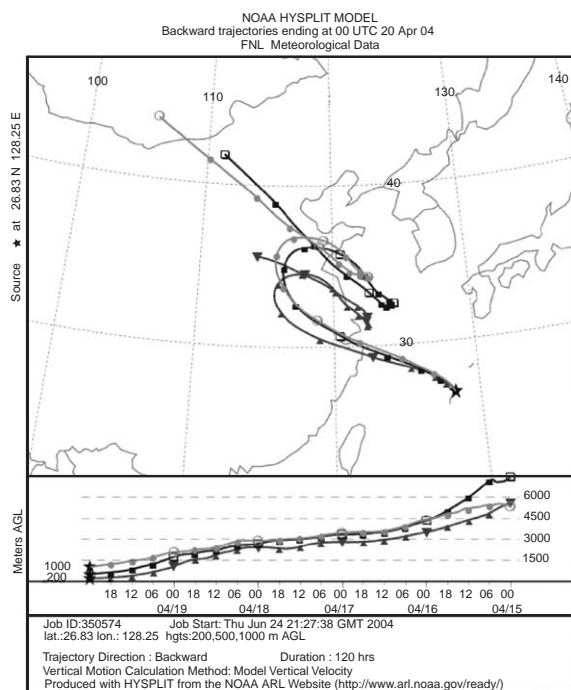 NOAA HYSPLIT MODEL
Backward trajectories ending at 00 UTC 20 Apr 04
FNL Meteorological Data
100
110
130
140
40
30
Source ★ at 26.83 N 128.25 E
Meters AGL
6000
4500
3000
1500
1000
200
18 12 06 00 18 12 06 00 18 12 06 00 18 12 06 00 18 12 06 00
04/19 04/18 04/17 04/16 04/15
Job ID:350574 Job Start: Thu Jun 24 21:27:38 GMT 2004
lat.:26.83 lon.: 128.25 hgts:200,500,1000 m AGL
Trajectory Direction : Backward Duration : 120 hrs
Vertical Motion Calculation Method: Model Vertical Velocity
Produced with HYSPLIT from the NOAA ARL Website (http://www.arl.noaa.gov/ready/)